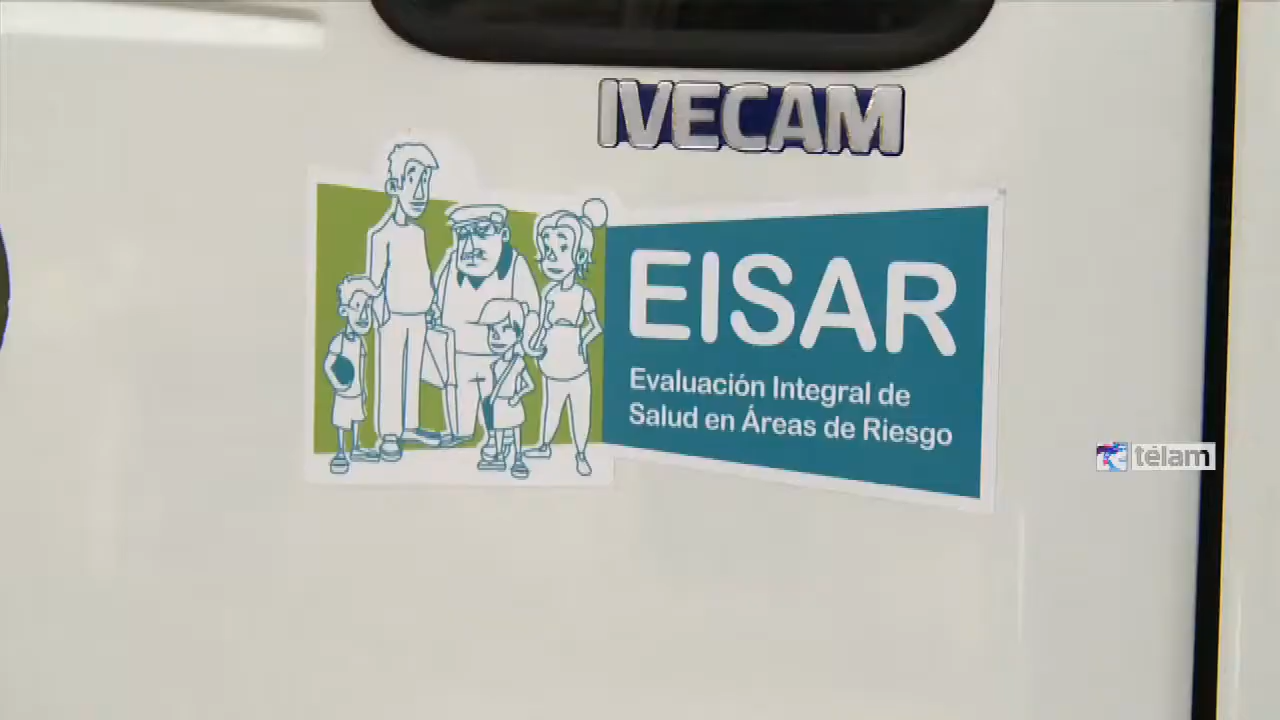 IVECAM
EISAR
Evaluación Integral de
Salud en Áreas de Riesgo
télam